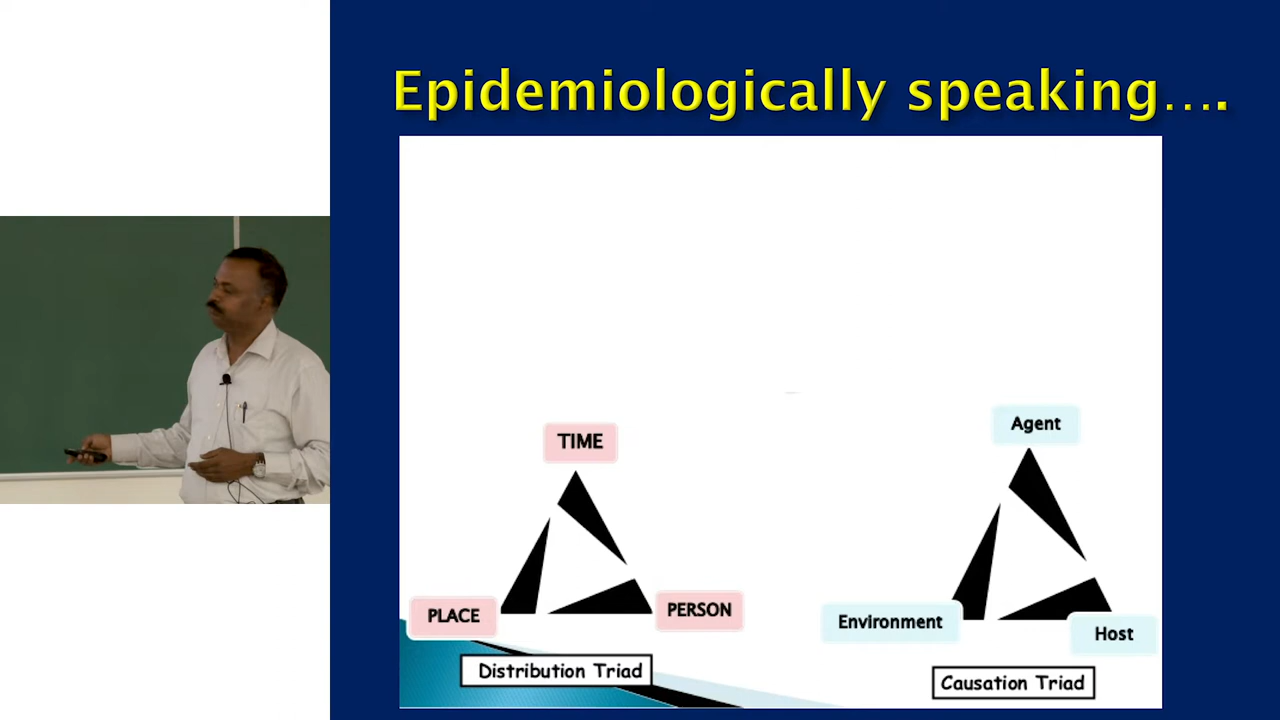 Epidemiologically speaking….
TIME
PLACE
PERSON
Distribution Triad
Agent
Environment
Host
Causation Triad